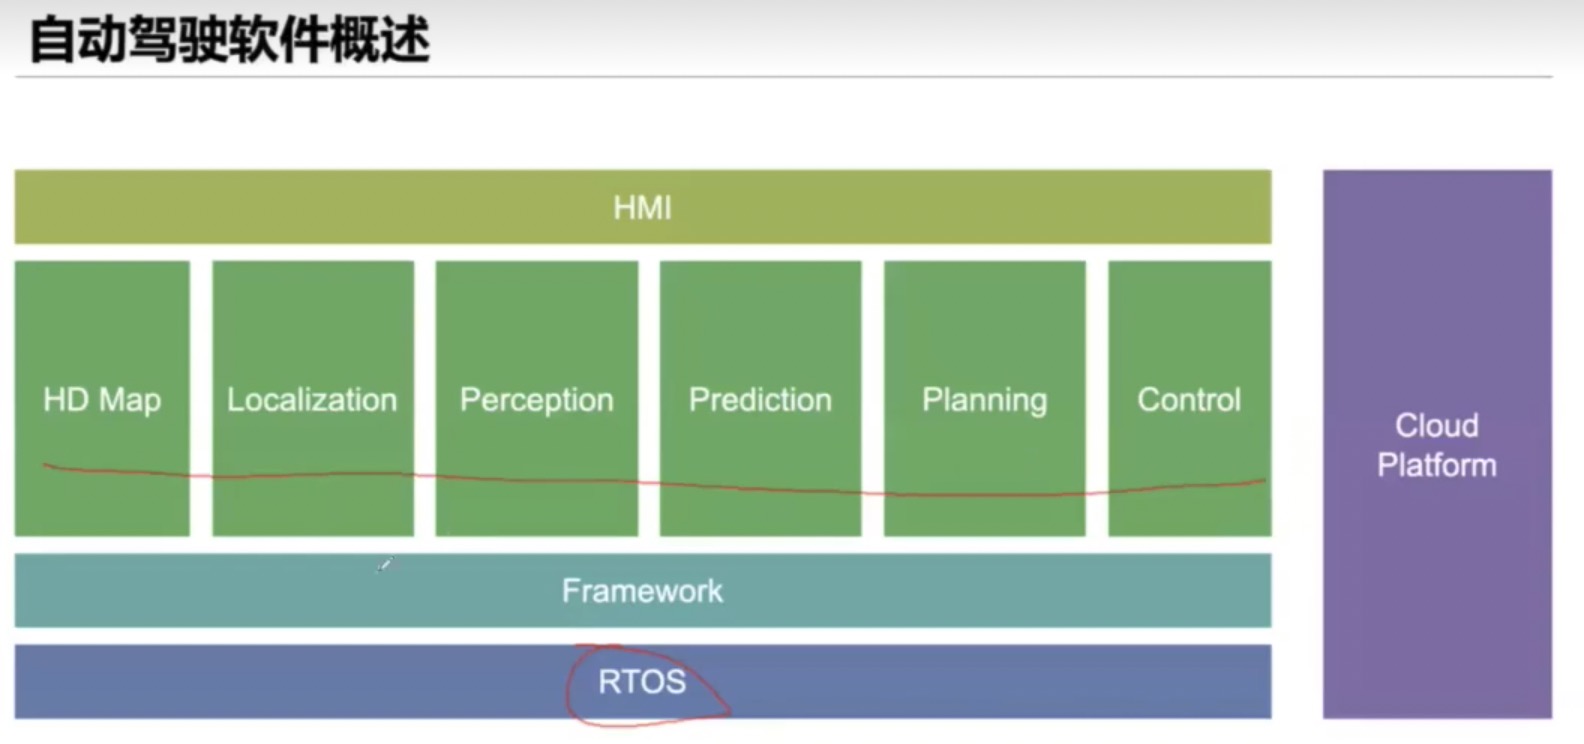 自动驾驶软件概述
HMI
HD Map
Localization
Perception
Prediction
Planning
Control
Framework
RTOS
Cloud
Platform